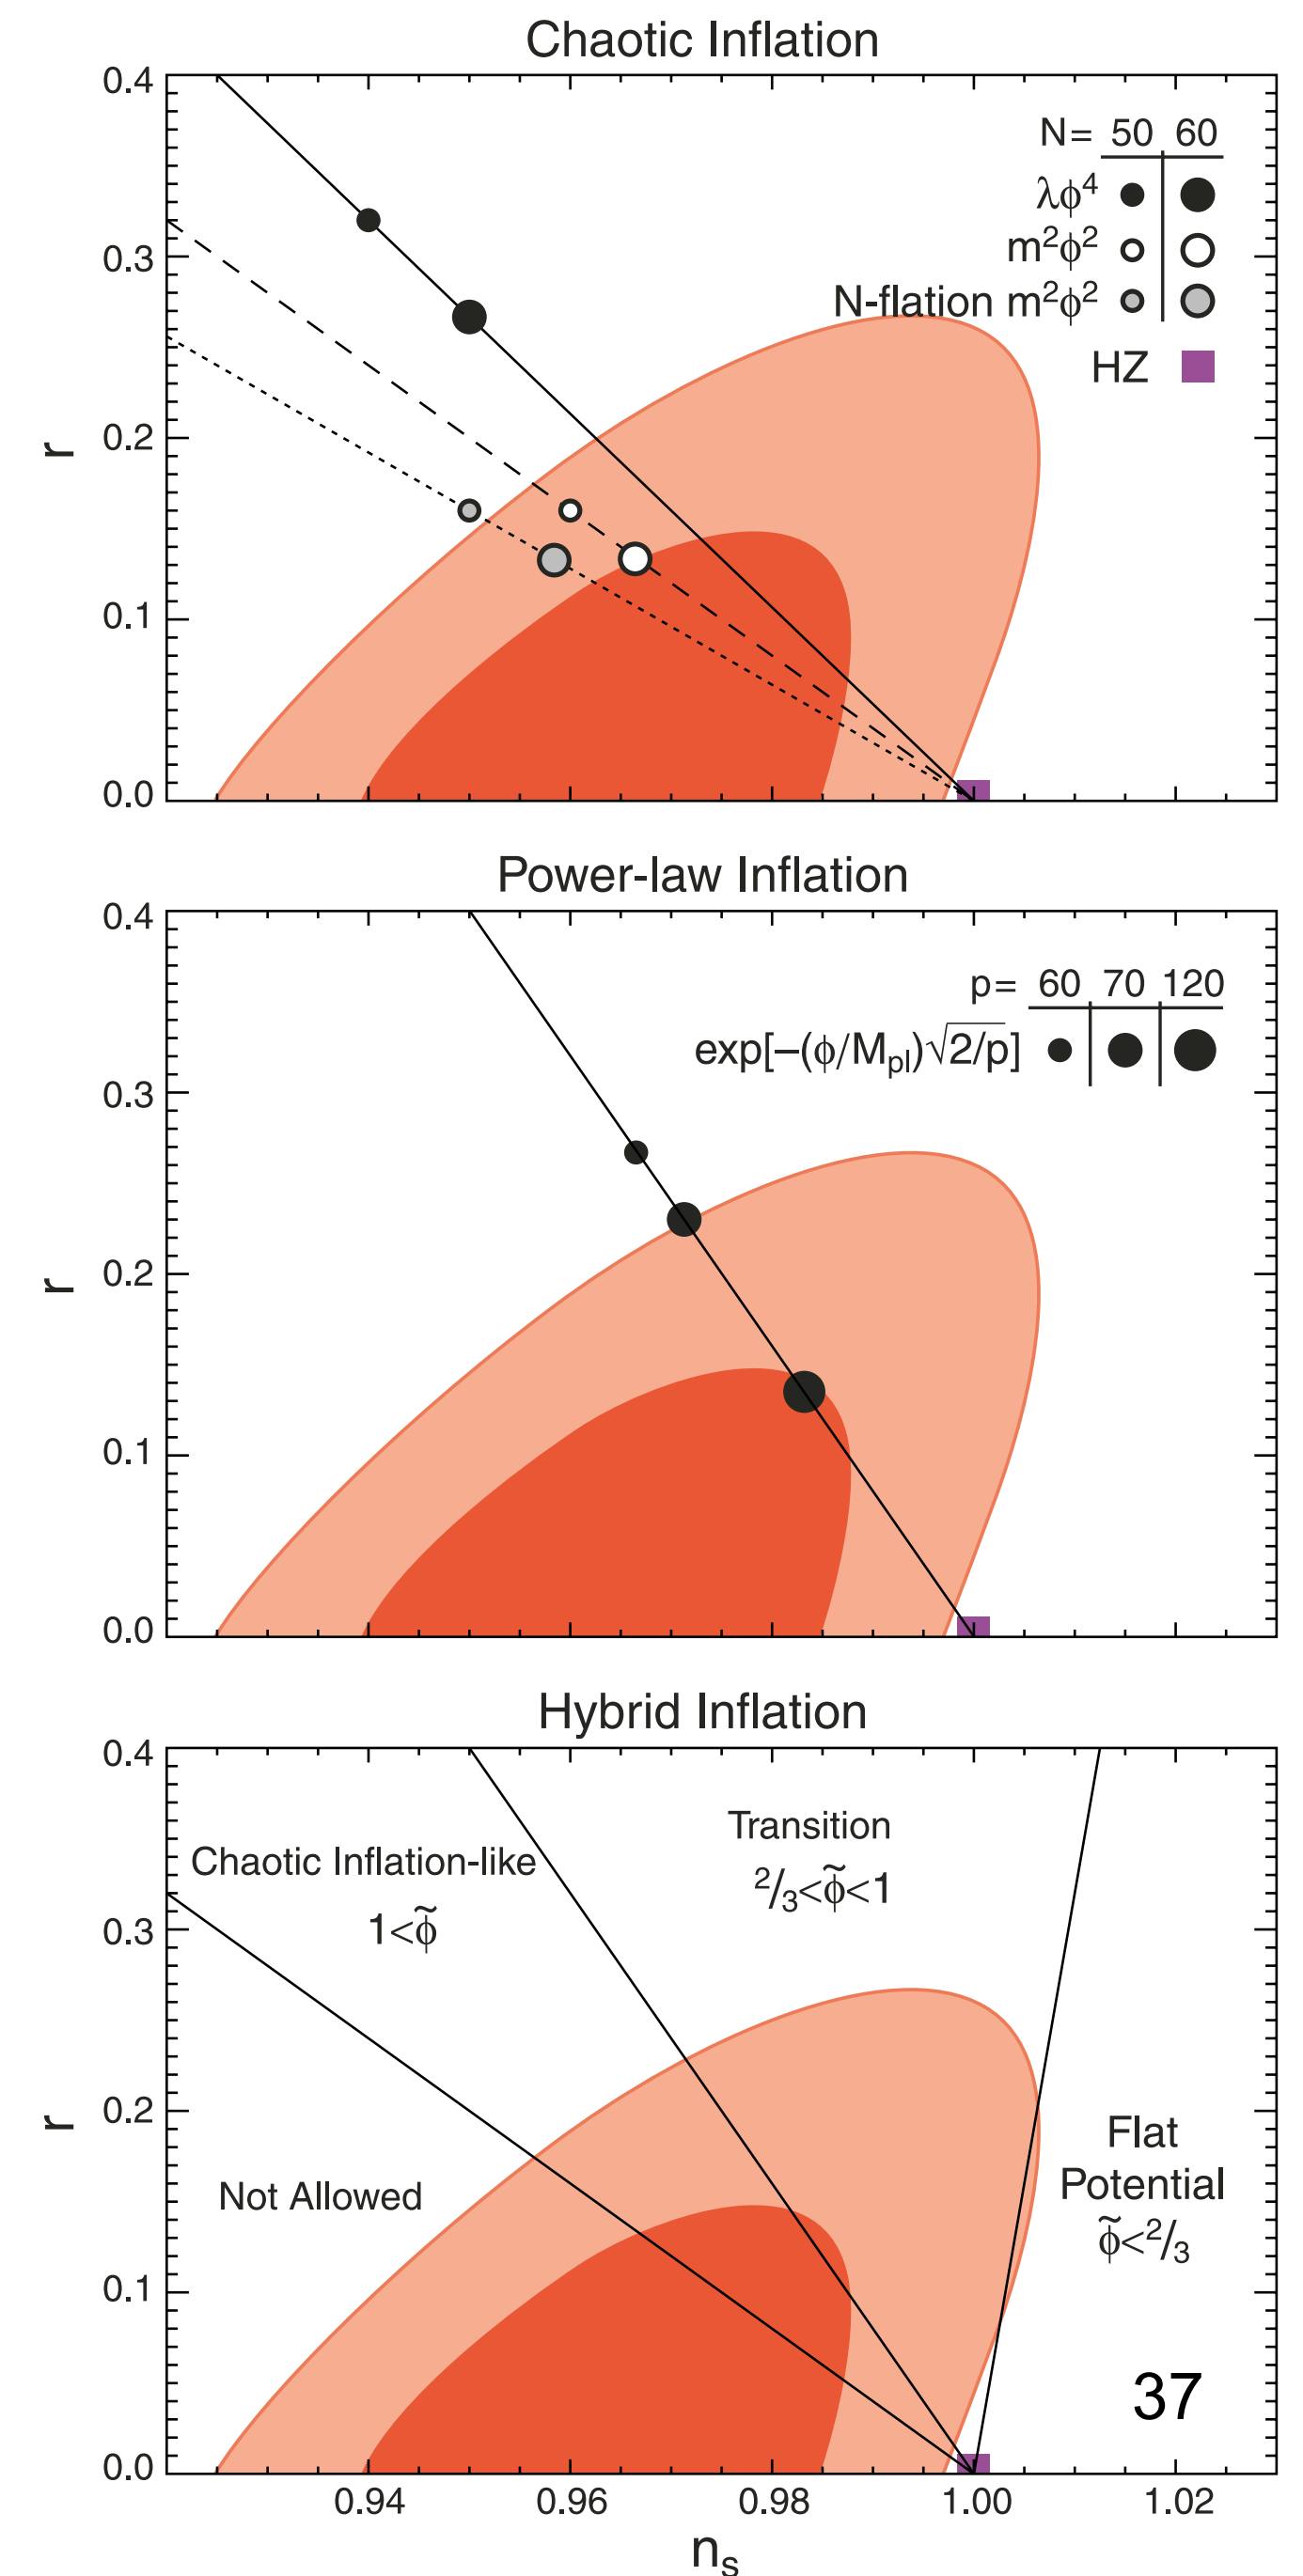 Chaotic Inflation
0.4
0.3
0.2
0.1
0.0
r
N= 50 60
λϕ⁴
m²ϕ²
N-flation m²ϕ²
HZ
Power-law Inflation
0.4
0.3
0.2
0.1
0.0
r
p= 60 70 120
exp[–(ϕ/Mpl)√2/p]
Hybrid Inflation
0.4
0.3
0.2
0.1
0.0
r
Transition
2/3<ϕ̃<1
Chaotic Inflation-like
1<ϕ̃
Not Allowed
Flat
Potential
ϕ̃<2/3
37
0.94 0.96 0.98 1.00 1.02
ns